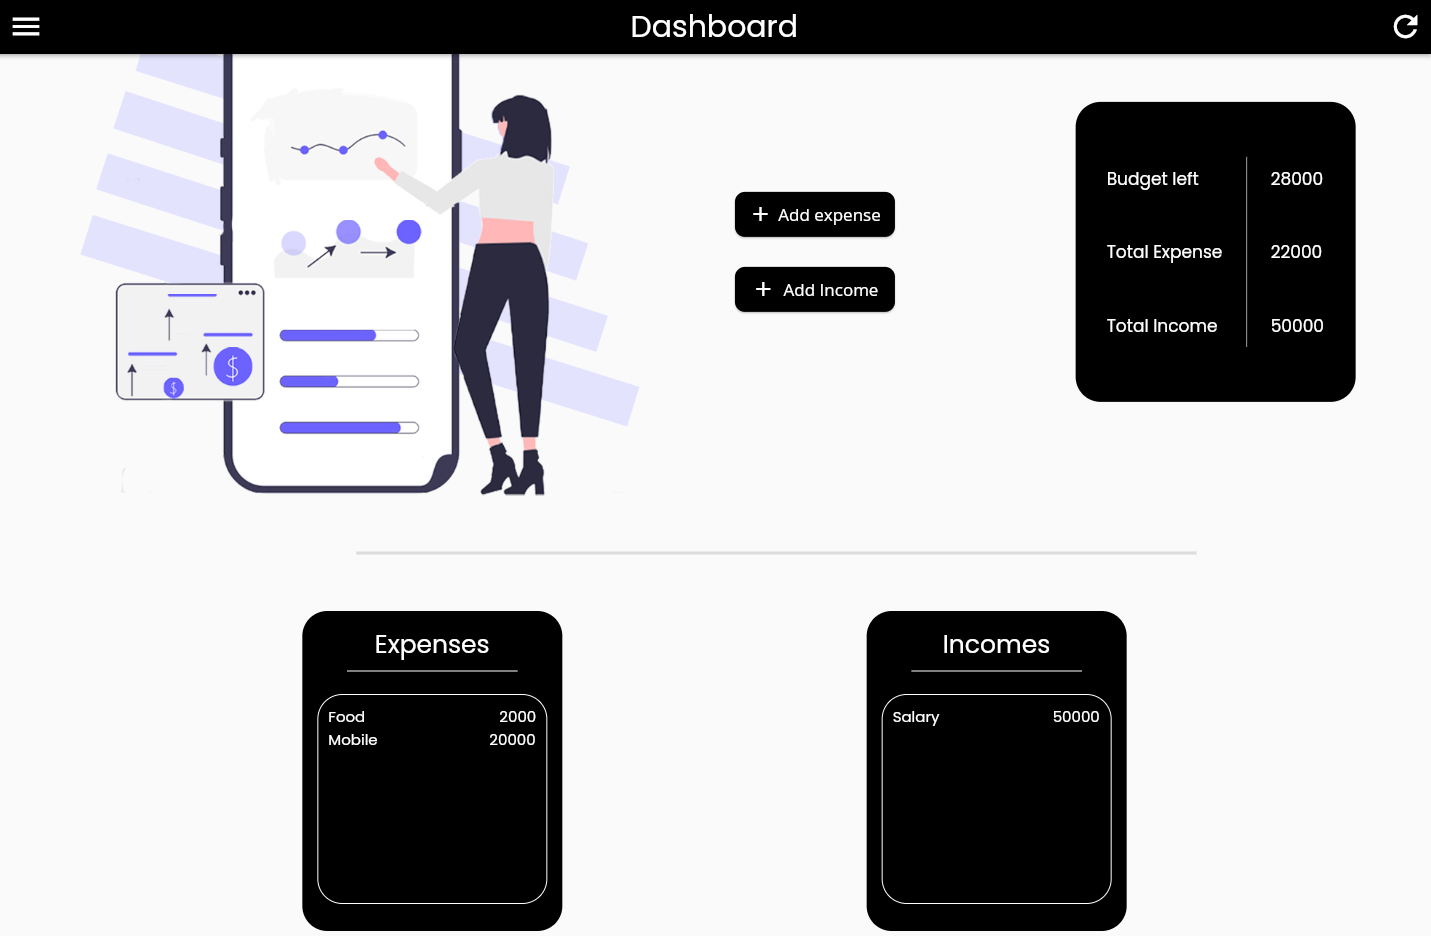 Dashboard
+ Add expense
+ Add Income
Budget left 28000
Total Expense 22000
Total Income 50000
$
$
Expenses
Food 2000
Mobile 20000
Incomes
Salary 50000